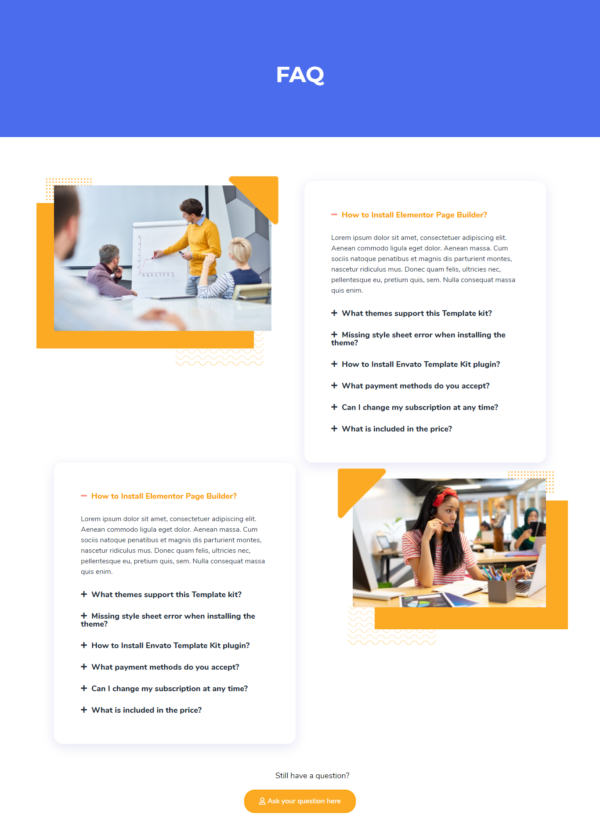 FAQ
How to Install Elementor Page Builder?
Lorem ipsum dolor sit amet, consectetuer adipiscing elit.
Aenean commodo ligula eget dolor. Aenean massa. Cum
sociis natoque penatibus et magnis dis parturient montes,
nascetur ridiculus mus. Donec quam felis, ultricies nec,
pellentesque eu, pretium quis, sem. Nulla consequat massa
quis enim.
What themes support this Template kit?
Missing style sheet error when installing the
theme?
How to Install Envato Template Kit plugin?
What payment methods do you accept?
Can I change my subscription at any time?
What is included in the price?
How to Install Elementor Page Builder?
Lorem ipsum dolor sit amet, consectetuer adipiscing elit.
Aenean commodo ligula eget dolor. Aenean massa. Cum
sociis natoque penatibus et magnis dis parturient montes,
nascetur ridiculus mus. Donec quam felis, ultricies nec,
pellentesque eu, pretium quis, sem. Nulla consequat massa
quis enim.
What themes support this Template kit?
Missing style sheet error when installing the
theme?
How to Install Envato Template Kit plugin?
What payment methods do you accept?
Can I change my subscription at any time?
What is included in the price?
Still have a question?
Ask your question here